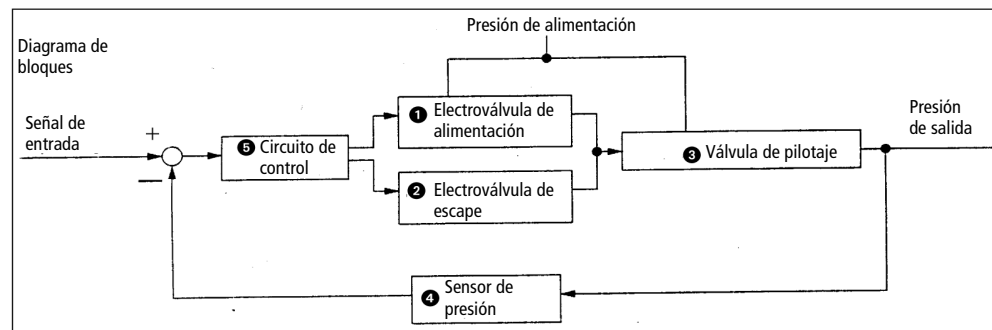 Presión de alimentación
Diagrama de
bloques
Señal de
entrada
+
—
❺ Circuito de
control
❶ Electroválvula de
alimentación
❷ Electroválvula de
escape
❸ Válvula de pilotaje
Presión
de salida
❹ Sensor de
presión